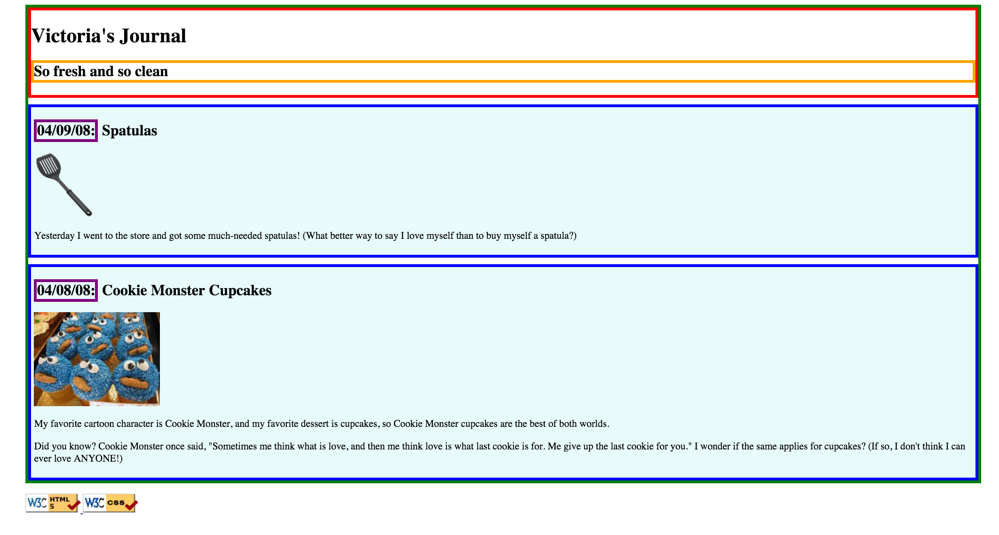 Victoria's Journal
So fresh and so clean
04/09/08: Spatulas
Yesterday I went to the store and got some much-needed spatulas! (What better way to say I love myself than to buy myself a spatula?)
04/08/08: Cookie Monster Cupcakes
My favorite cartoon character is Cookie Monster, and my favorite dessert is cupcakes, so Cookie Monster cupcakes are the best of both worlds.
Did you know? Cookie Monster once said, "Sometimes me think what is love, and then me think love is what last cookie is for. Me give up the last cookie for you." I wonder if the same applies for cupcakes? (If so, I don't think I can
ever love ANYONE!)
W3C HTML 5 W3C CSS